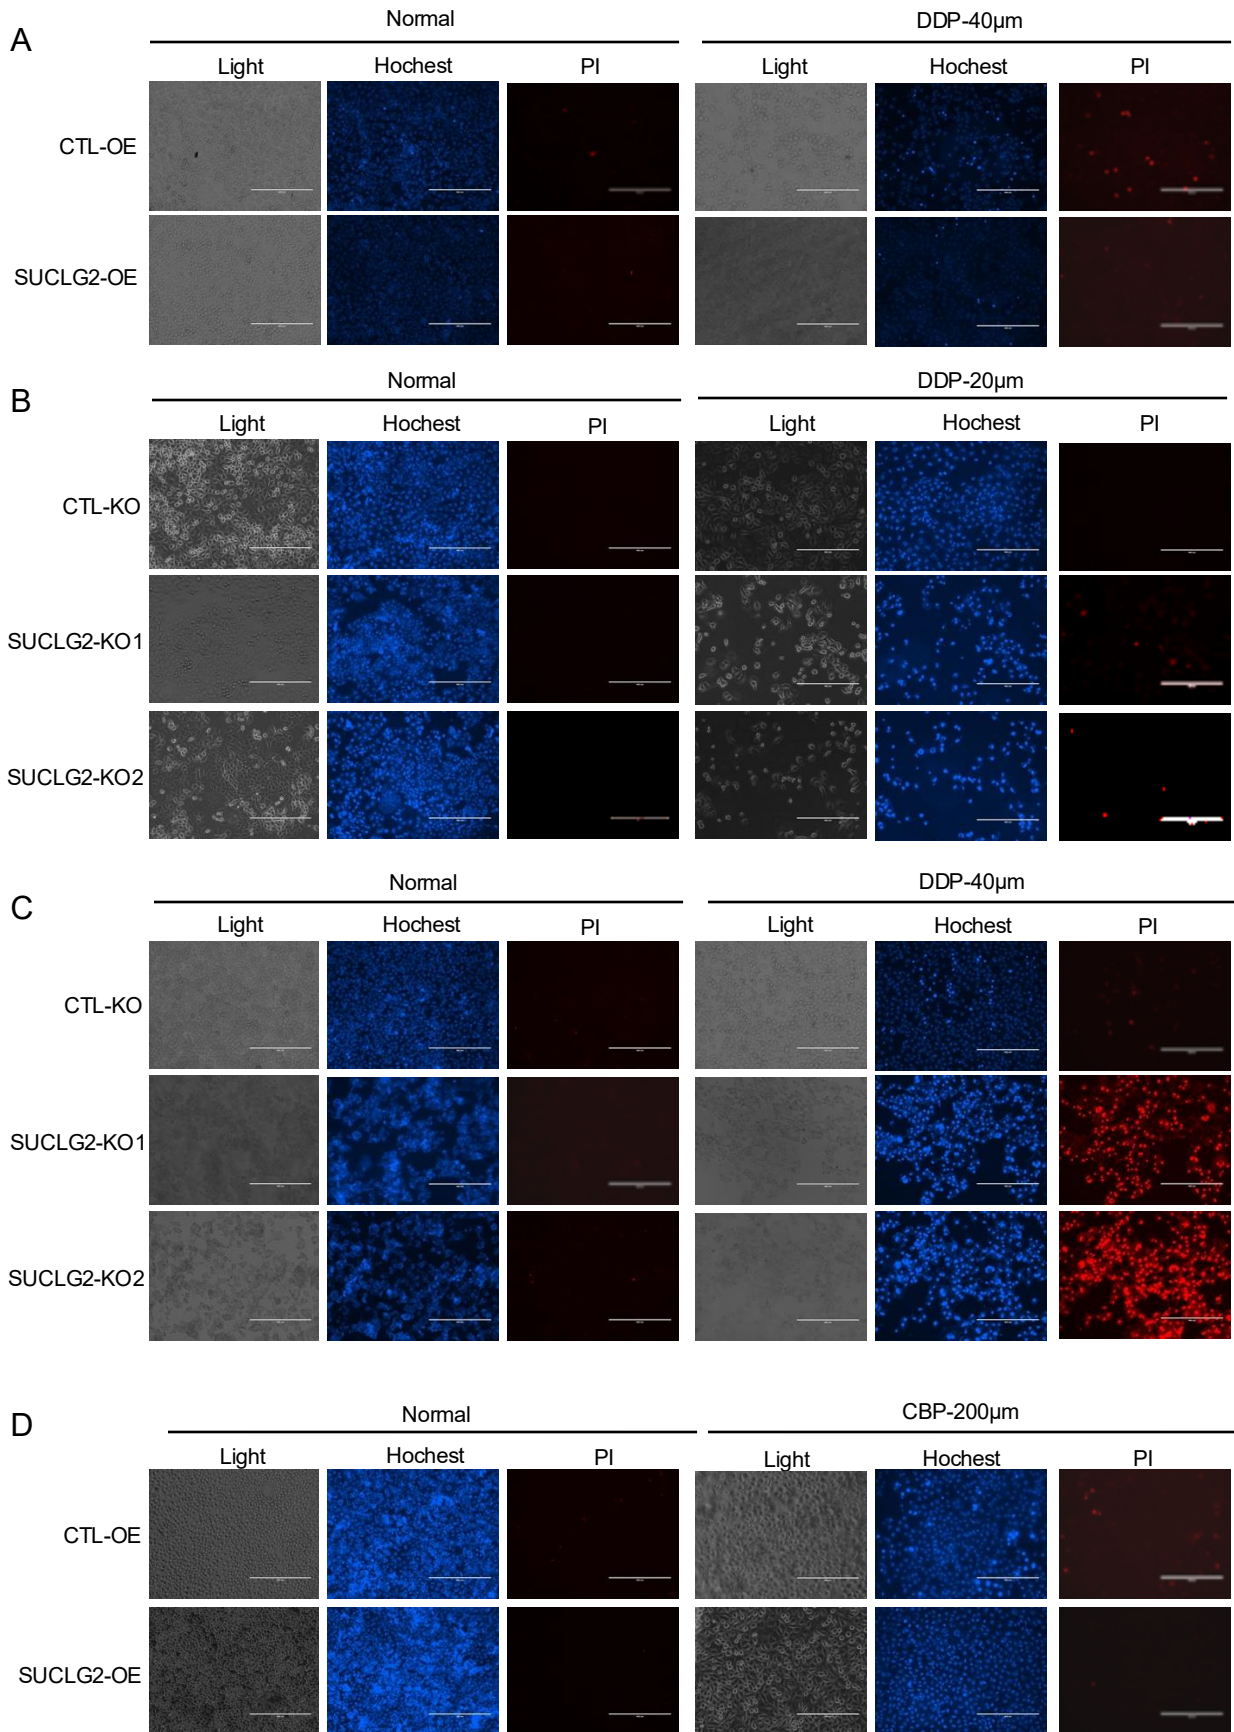 A
Normal
DDP-40μm
Light
Hochest
PI
Light
Hochest
PI
CTL-OE
SUCLG2-OE
B
Normal
DDP-20μm
Light
Hochest
PI
Light
Hochest
PI
CTL-KO
SUCLG2-KO1
SUCLG2-KO2
C
Normal
DDP-40μm
Light
Hochest
PI
Light
Hochest
PI
CTL-KO
SUCLG2-KO1
SUCLG2-KO2
D
Normal
CBP-200μm
Light
Hochest
PI
Light
Hochest
PI
CTL-OE
SUCLG2-OE